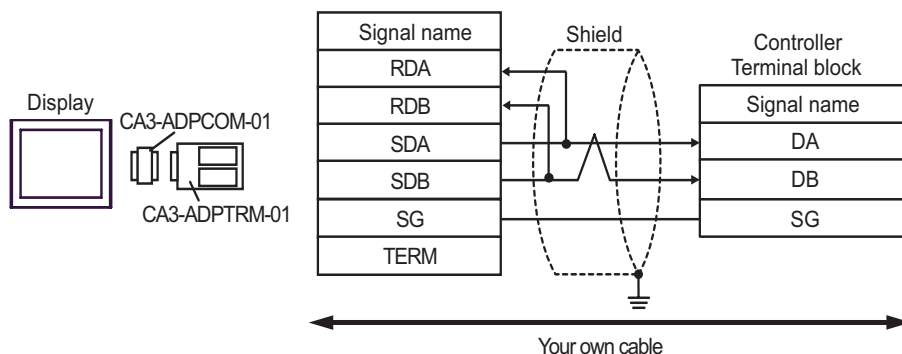 Display
CA3-ADPCOM-01
CA3-ADPTRM-01
Signal name
RDA
RDB
SDA
SDB
SG
TERM
Shield
Controller
Terminal block
Signal name
DA
DB
SG
Your own cable